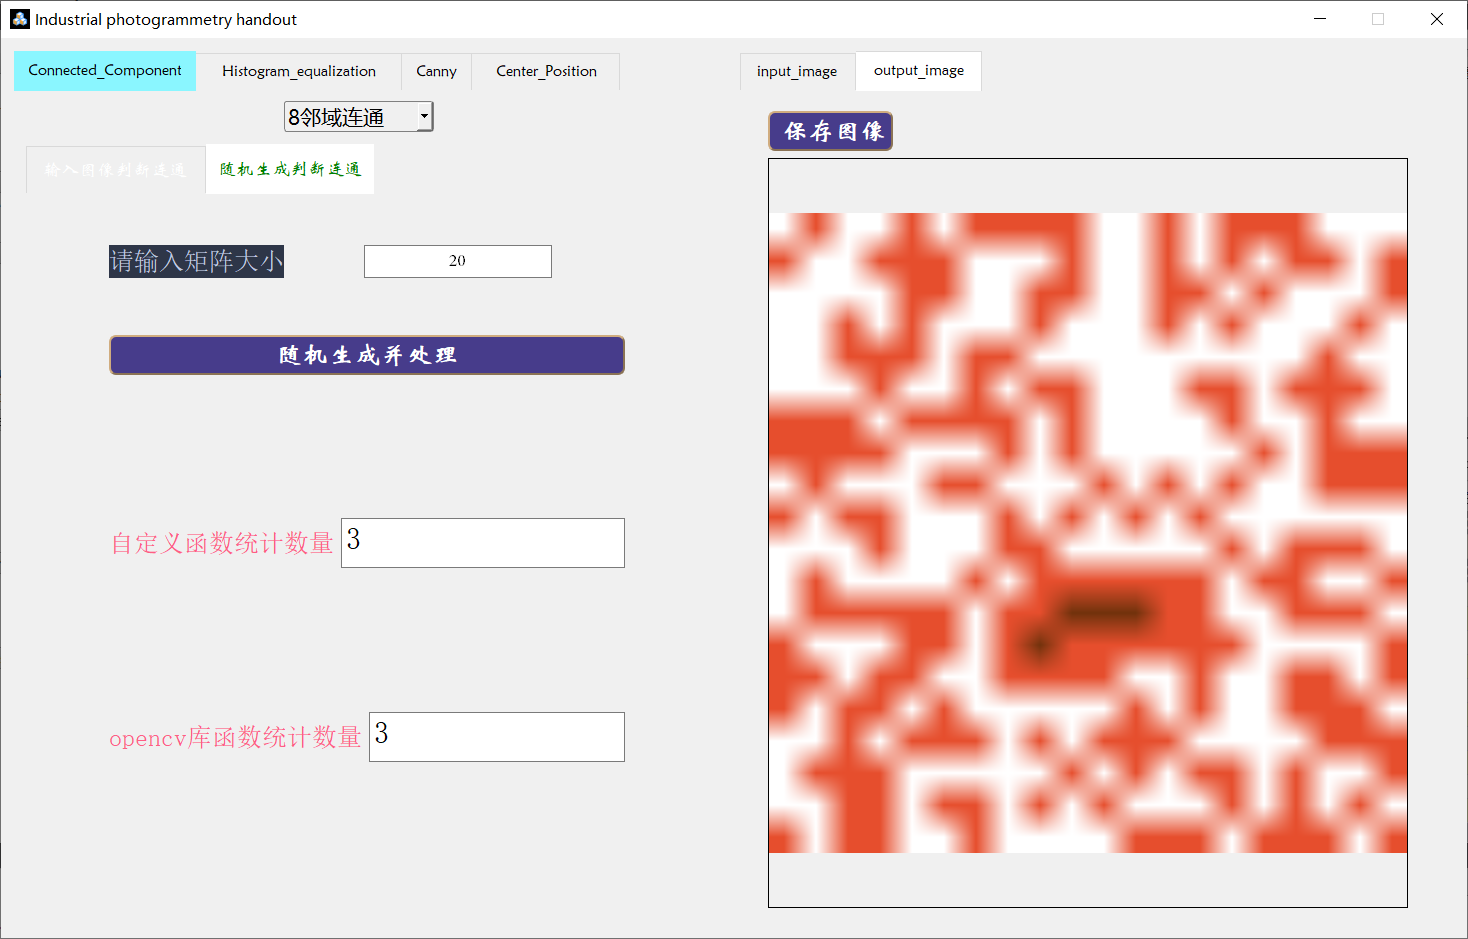 Industrial photogrammetry handout
Connected_Component
Histogram_equalization
Canny
Center_Position
input_image
output_image
8邻域连通
保存图像
输入图像判断连通
随机生成判断连通
请输入矩阵大小
20
随机生成并处理
自定义函数统计数量
3
opencv库函数统计数量
3